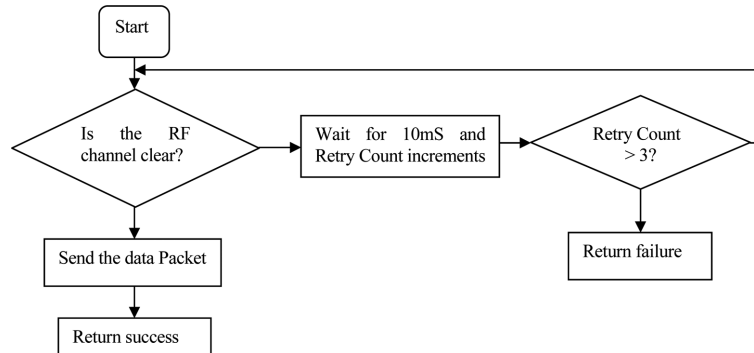 Start
Is the RF
channel clear?
Wait for 10mS and
Retry Count increments
Retry Count
> 3?
Send the data Packet
Return failure
Return success